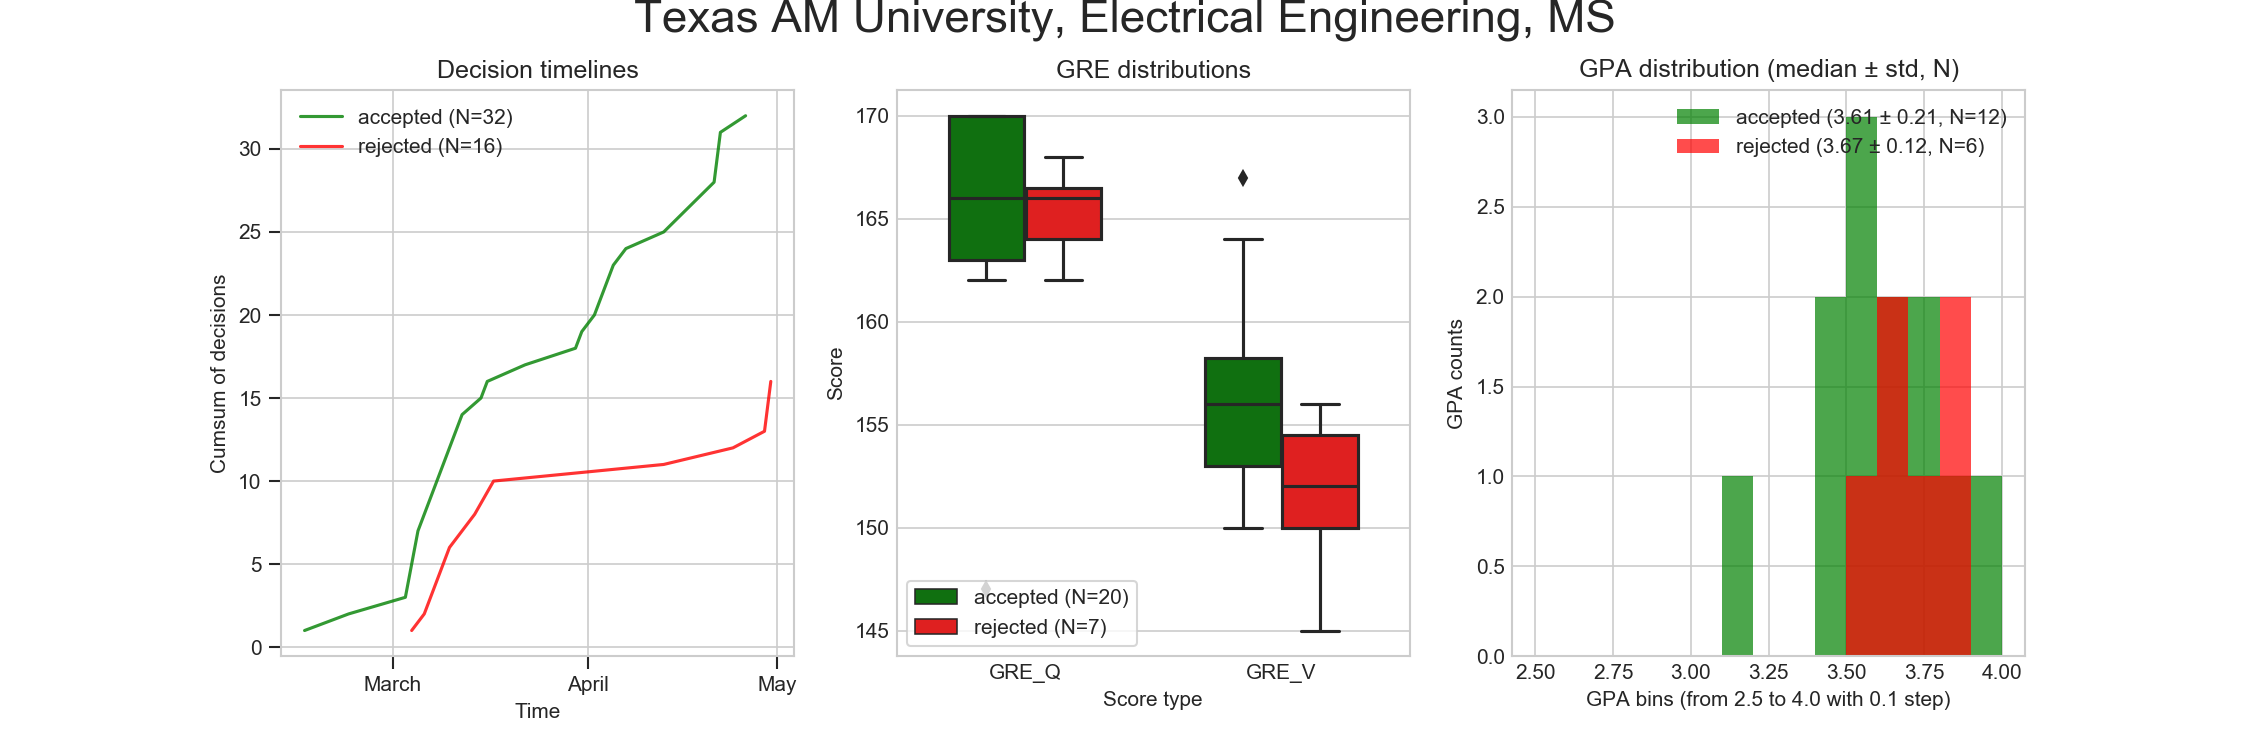 Texas AM University, Electrical Engineering, MS
Decision timelines
accepted (N=32)
rejected (N=16)
30
25
20
15
10
5
0
Cumsum of decisions
March April May
Time
GRE distributions
170
165
160
155
150
145
Score
accepted (N=20)
rejected (N=7)
GRE_Q GRE_V
Score type
GPA distribution (median ± std, N)
accepted (3.61 ± 0.21, N=12)
rejected (3.67 ± 0.12, N=6)
3.0
2.5
2.0
1.5
1.0
0.5
0.0
GPA counts
2.50 2.75 3.00 3.25 3.50 3.75 4.00
GPA bins (from 2.5 to 4.0 with 0.1 step)